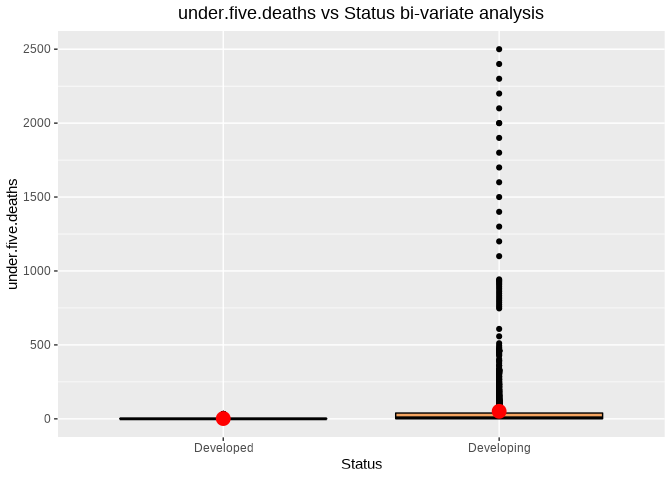 under.five.deaths vs Status bi-variate analysis
2500
2000
1500
1000
500
0
under.five.deaths
Developed
Developing
Status